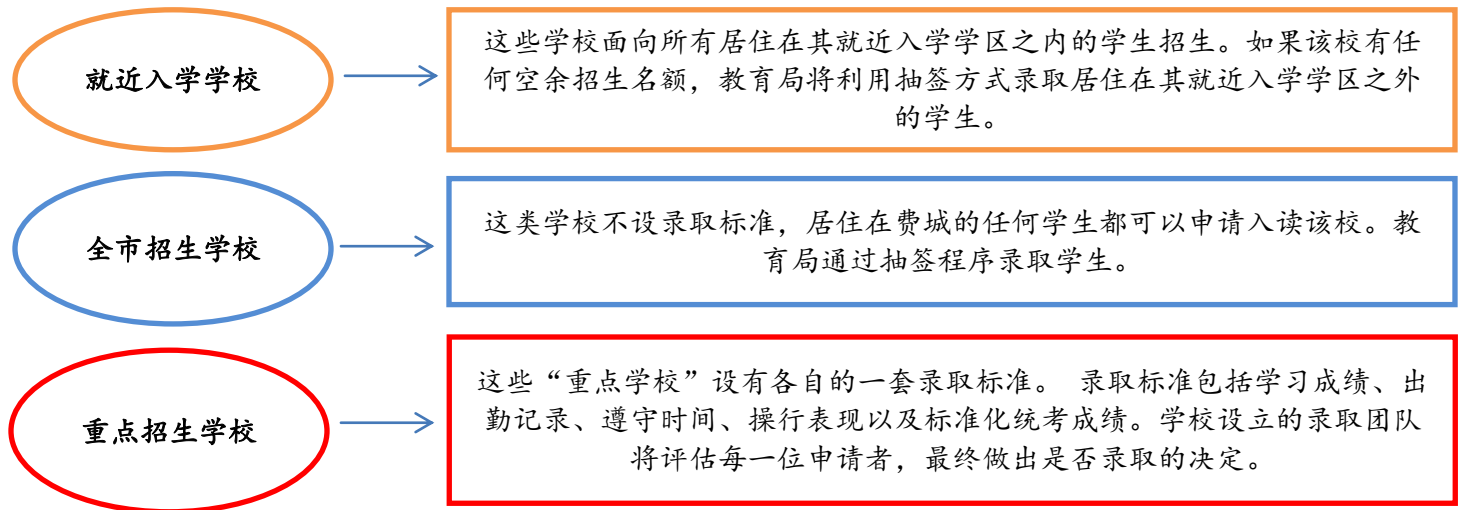 就近入学学校
这些学校面向所有居住在其就近入学学区之内的学生招生。如果该校有任
何空余招生名额，教育局将利用抽签方式录取居住在其就近入学学区之外
的学生。
全市招生学校
这类学校不设录取标准，居住在费城的任何学生都可以申请入读该校。教
育局通过抽签程序录取学生。
重点招生学校
这些“重点学校”设有各自的一套录取标准。 录取标准包括学习成绩、出
勤记录、遵守时间、操行表现以及标准化统考成绩。学校设立的录取团队
将评估每一位申请者，最终做出是否录取的决定。